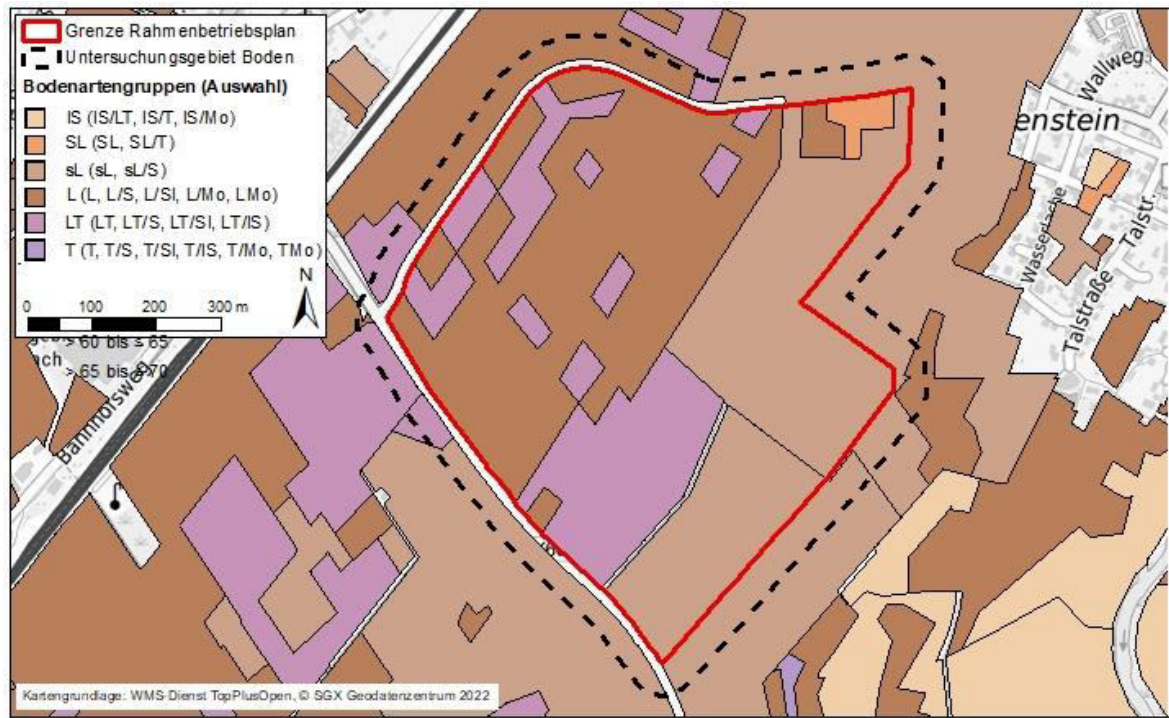 Grenze Rahmenbetriebsplan
Untersuchungsgebiet Boden
Bodenartengruppen (Auswahl)
lS (lS/LT, lS/T, lS/Mo)
SL (SL, SL/T)
sL (sL, sL/S)
L (L, L/S, L/Sl, L/Mo, LMo)
LT (LT, LT/S, LT/Sl, LT/lS)
T (T, T/S, T/Sl, T/lS, T/Mo, TMo)
N
0 100 200 300 m
> 60 bis ≤ 65
> 65 bis ≤ 70
Bahnhofsweg
Wallweg
enstein
Wasserlache
Talstr.
Talstraße
Kartengrundlage: WMS-Dienst TopPlusOpen, © SGX Geodatenzentrum 2022